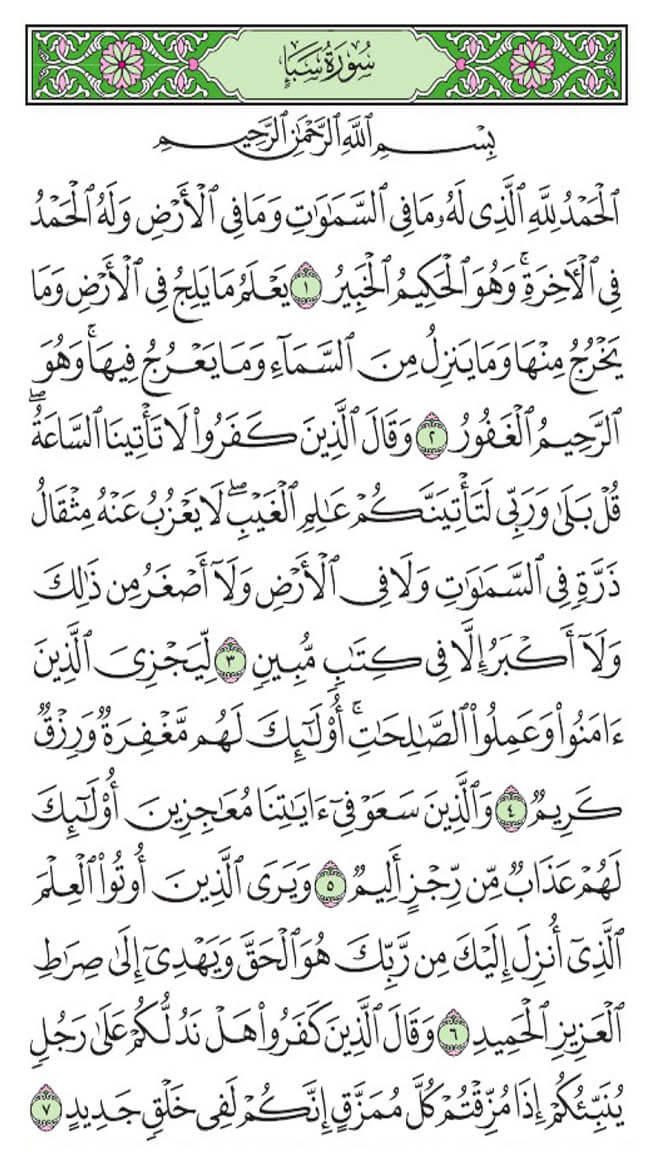 سُورَةُ سَبَإٍ
بِسْمِ ٱللَّهِ ٱلرَّحْمَٰنِ ٱلرَّحِيمِ
ٱلْحَمْدُ لِلَّهِ ٱلَّذِى لَهُۥ مَا فِى ٱلسَّمَٰوَٰتِ وَمَا فِى ٱلْأَرْضِ وَلَهُ ٱلْحَمْدُ
فِى ٱلْأَخِرَةِ ۚ وَهُوَ ٱلْحَكِيمُ ٱلْخَبِيرُ ١ يَعْلَمُ مَا يَلِجُ فِى ٱلْأَرْضِ وَمَا
يَخْرُجُ مِنْهَا وَمَا يَنزِلُ مِنَ ٱلسَّمَآءِ وَمَا يَعْرُجُ فِيهَا ۚ وَهُوَ
ٱلرَّحِيمُ ٱلْغَفُورُ ٢ وَقَالَ ٱلَّذِينَ كَفَرُوا۟ لَا تَأْتِينَا ٱلسَّاعَةُ ۖ
قُلْ بَلَىٰ وَرَبِّى لَتَأْتِيَنَّكُمْ عَٰلِمِ ٱلْغَيْبِ ۖ لَا يَعْزُبُ عَنْهُ مِثْقَالُ
ذَرَّةٍ فِى ٱلسَّمَٰوَٰتِ وَلَا فِى ٱلْأَرْضِ وَلَآ أَصْغَرُ مِن ذَٰلِكَ
وَلَآ أَكْبَرُ إِلَّا فِى كِتَٰبٍ مُّبِينٍ ٣ لِّيَجْزِىَ ٱلَّذِينَ
ءَامَنُوا۟ وَعَمِلُوا۟ ٱلصَّٰلِحَٰتِ ۚ أُو۟لَٰٓئِكَ لَهُم مَّغْفِرَةٌ وَرِزْقٌ
كَرِيمٌ ٤ وَٱلَّذِينَ سَعَوْ فِىٓ ءَايَٰتِنَا مُعَٰجِزِينَ أُو۟لَٰٓئِكَ
لَهُمْ عَذَابٌ مِّن رِّجْزٍ أَلِيمٌ ٥ وَيَرَى ٱلَّذِينَ أُوتُوا۟ ٱلْعِلْمَ
ٱلَّذِىٓ أُنزِلَ إِلَيْكَ مِن رَّبِّكَ هُوَ ٱلْحَقَّ وَيَهْدِىٓ إِلَىٰ صِرَٰطِ
ٱلْعَزِيزِ ٱلْحَمِيدِ ٦ وَقَالَ ٱلَّذِينَ كَفَرُوا۟ هَلْ نَدُلُّكُمْ عَلَىٰ رَجُلٍ
يُنَبِّئُكُمْ إِذَا مُزِّقْتُمْ كُلَّ مُمَزَّقٍ إِنَّكُمْ لَفِى خَلْقٍ جَدِيدٍ ٧